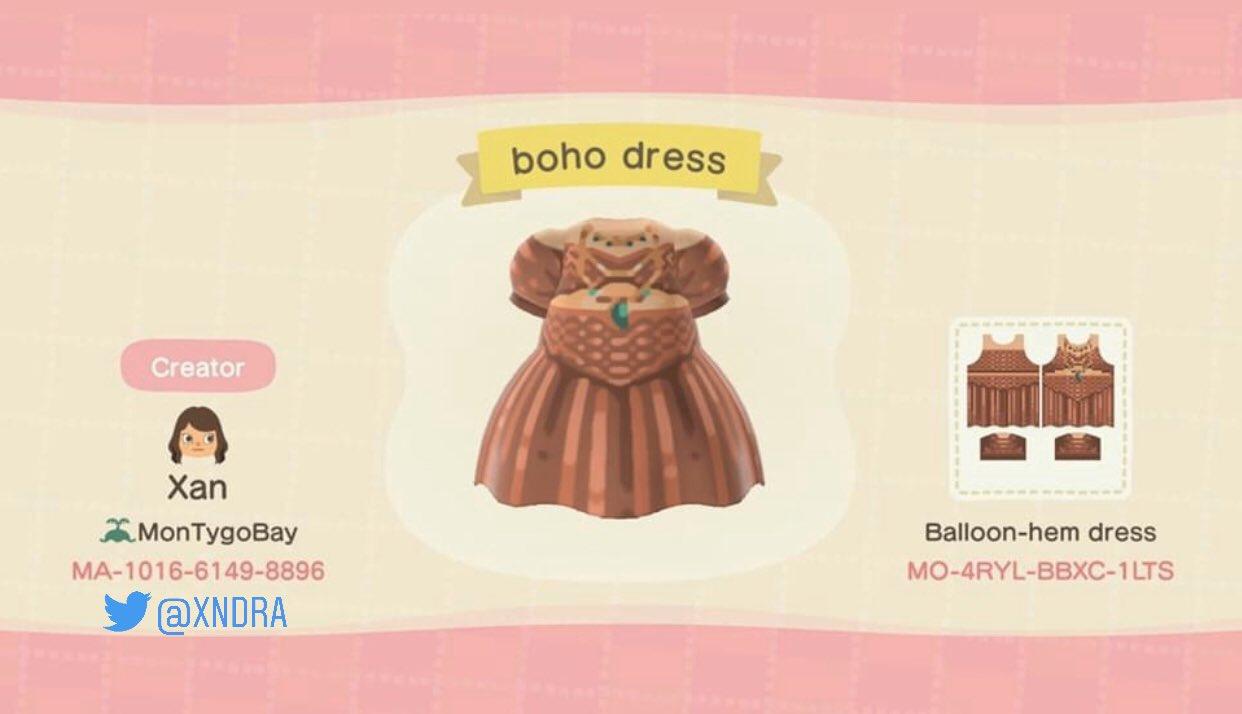 boho dress
Creator
Xan
MonTygoBay
MA-1016-6149-8896
@XNDRA
Balloon-hem dress
MO-4RYL-BBXC-1LTS